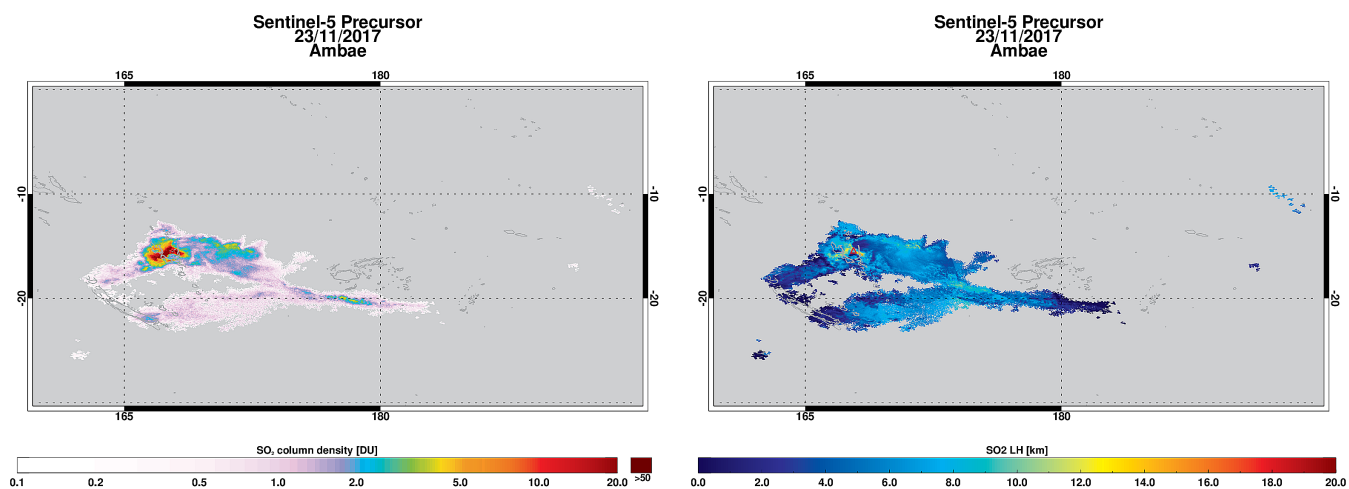 Sentinel-5 Precursor
23/11/2017
Ambae
165 180
-10 -10
-20 -20
165 180
SO₂ column density [DU]
0.1 0.2 0.5 1.0 2.0 5.0 10.0 20.0 >50
Sentinel-5 Precursor
23/11/2017
Ambae
165 180
-10 -10
-20 -20
165 180
SO2 LH [km]
0.0 2.0 4.0 6.0 8.0 10.0 12.0 14.0 16.0 18.0 20.0